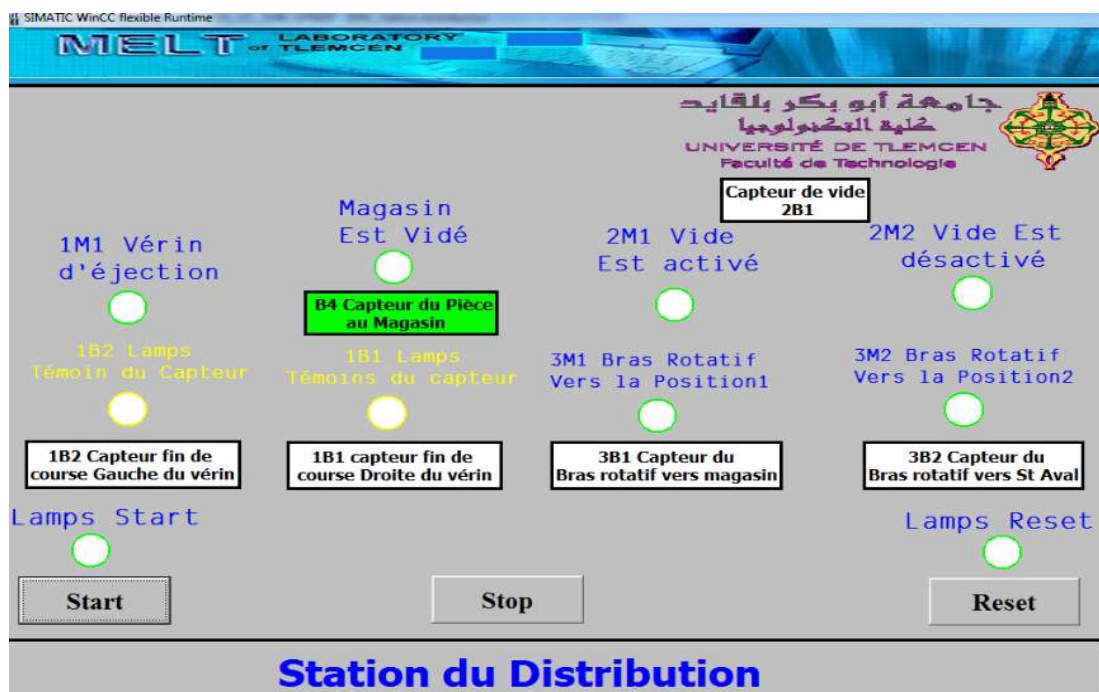 SIMATIC WinCC flexible Runtime
MELT of LABORATORY
TLEMCEN
جامعة أبو بكر بلقايد
كلية التكنولوجيا
UNIVERSITÉ DE TLEMCEN
Faculté de Technologie
Capteur de vide
2B1
1M1 Vérin
d'éjection
Magasin
Est Vidé
2M1 Vide
Est activé
2M2 Vide Est
désactivé
B4 Capteur du Pièce
au Magasin
1B2 Lamps
Témoin du Capteur
1B1 Lamps
Témoins du capteur
3M1 Bras Rotatif
Vers la Position1
3M2 Bras Rotatif
Vers la Position2
1B2 Capteur fin de
course Gauche du vérin
1B1 capteur fin de
course Droite du vérin
3B1 Capteur du
Bras rotatif vers magasin
3B2 Capteur du
Bras rotatif vers St Aval
Lamps Start
Lamps Reset
Start
Stop
Reset
Station du Distribution